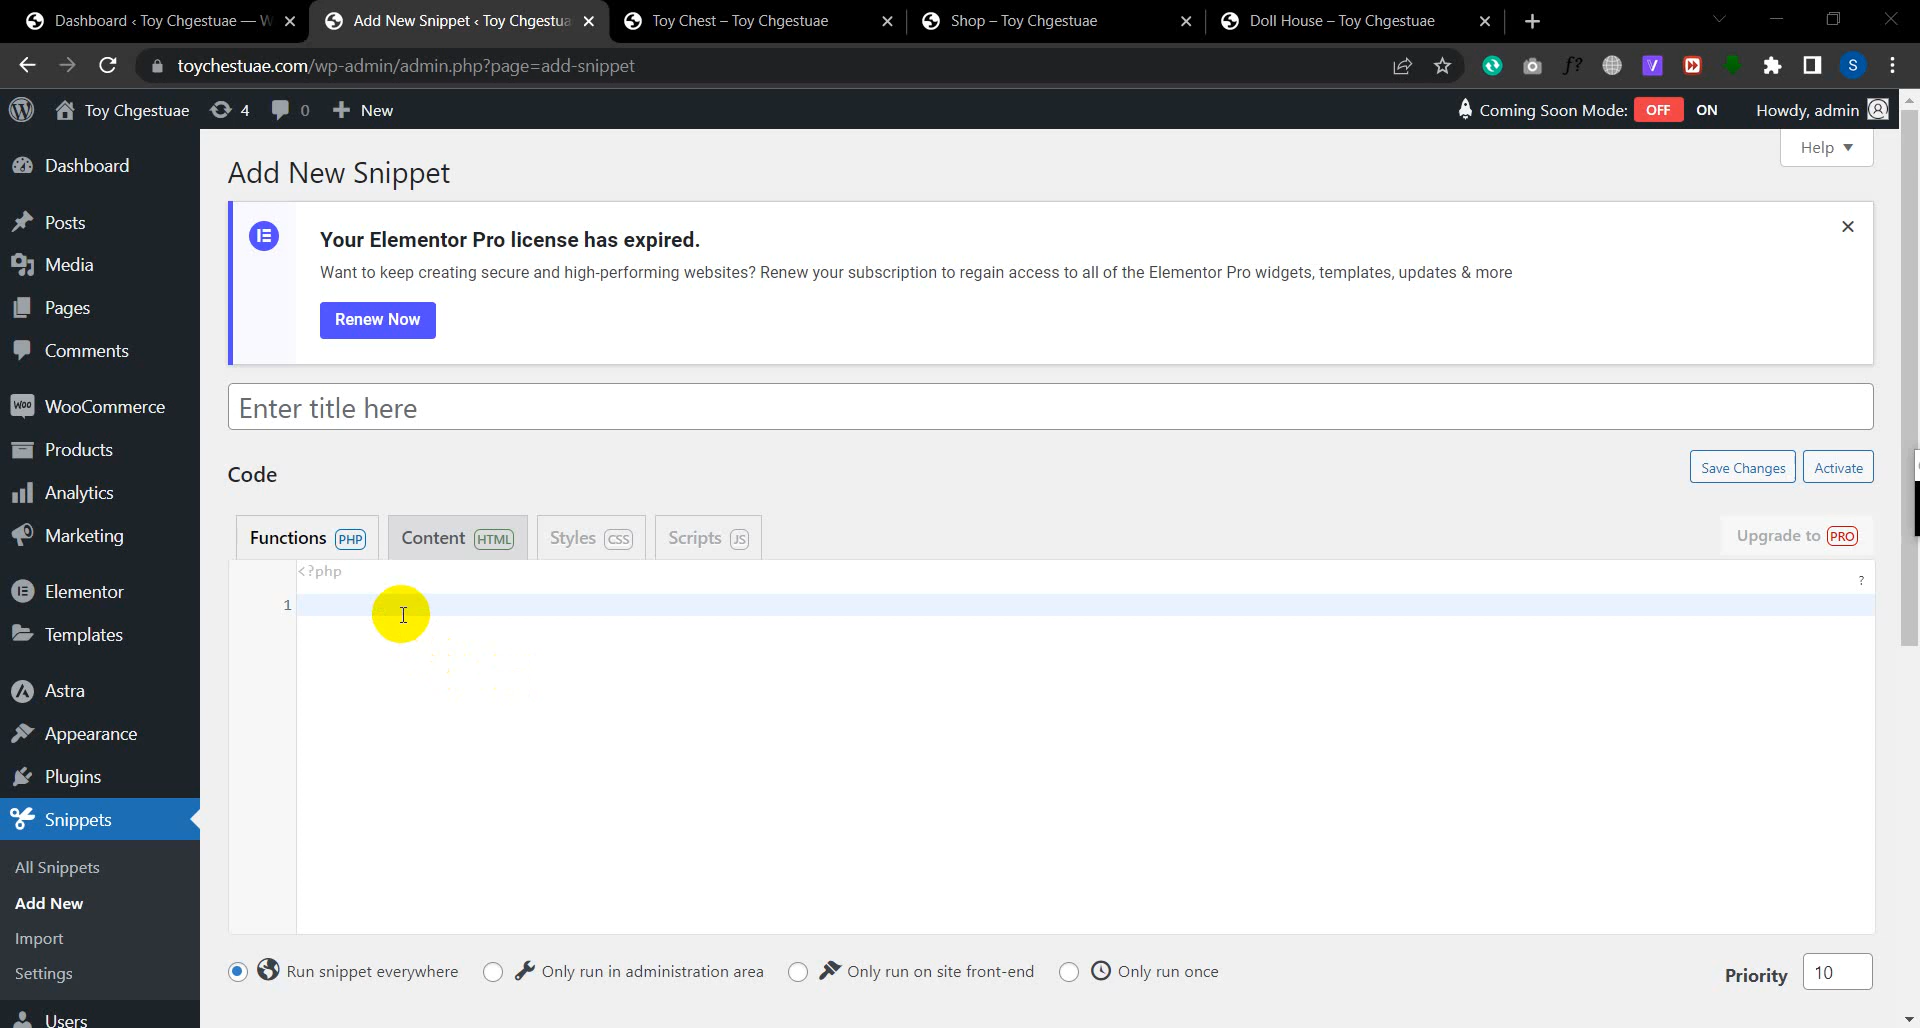 Dashboard ‹ Toy Chgestuae — W
Add New Snippet ‹ Toy Chgestua
Toy Chest – Toy Chgestuae
Shop – Toy Chgestuae
Doll House – Toy Chgestuae
toychestuae.com/wp-admin/admin.php?page=add-snippet
f?
V
S
Toy Chgestuae
4
0
New
Coming Soon Mode: OFF ON
Howdy, admin
Dashboard
Posts
Media
Pages
Comments
Woo WooCommerce
Products
Analytics
Marketing
Elementor
Templates
Astra
Appearance
Plugins
Snippets
All Snippets
Add New
Import
Settings
Users
Help
Add New Snippet
Your Elementor Pro license has expired.
Want to keep creating secure and high-performing websites? Renew your subscription to regain access to all of the Elementor Pro widgets, templates, updates & more
Renew Now
Enter title here
Code
Save Changes
Activate
Functions PHP
Content HTML
Styles CSS
Scripts JS
Upgrade to PRO
<?php
?
1
Run snippet everywhere
Only run in administration area
Only run on site front-end
Only run once
Priority
10